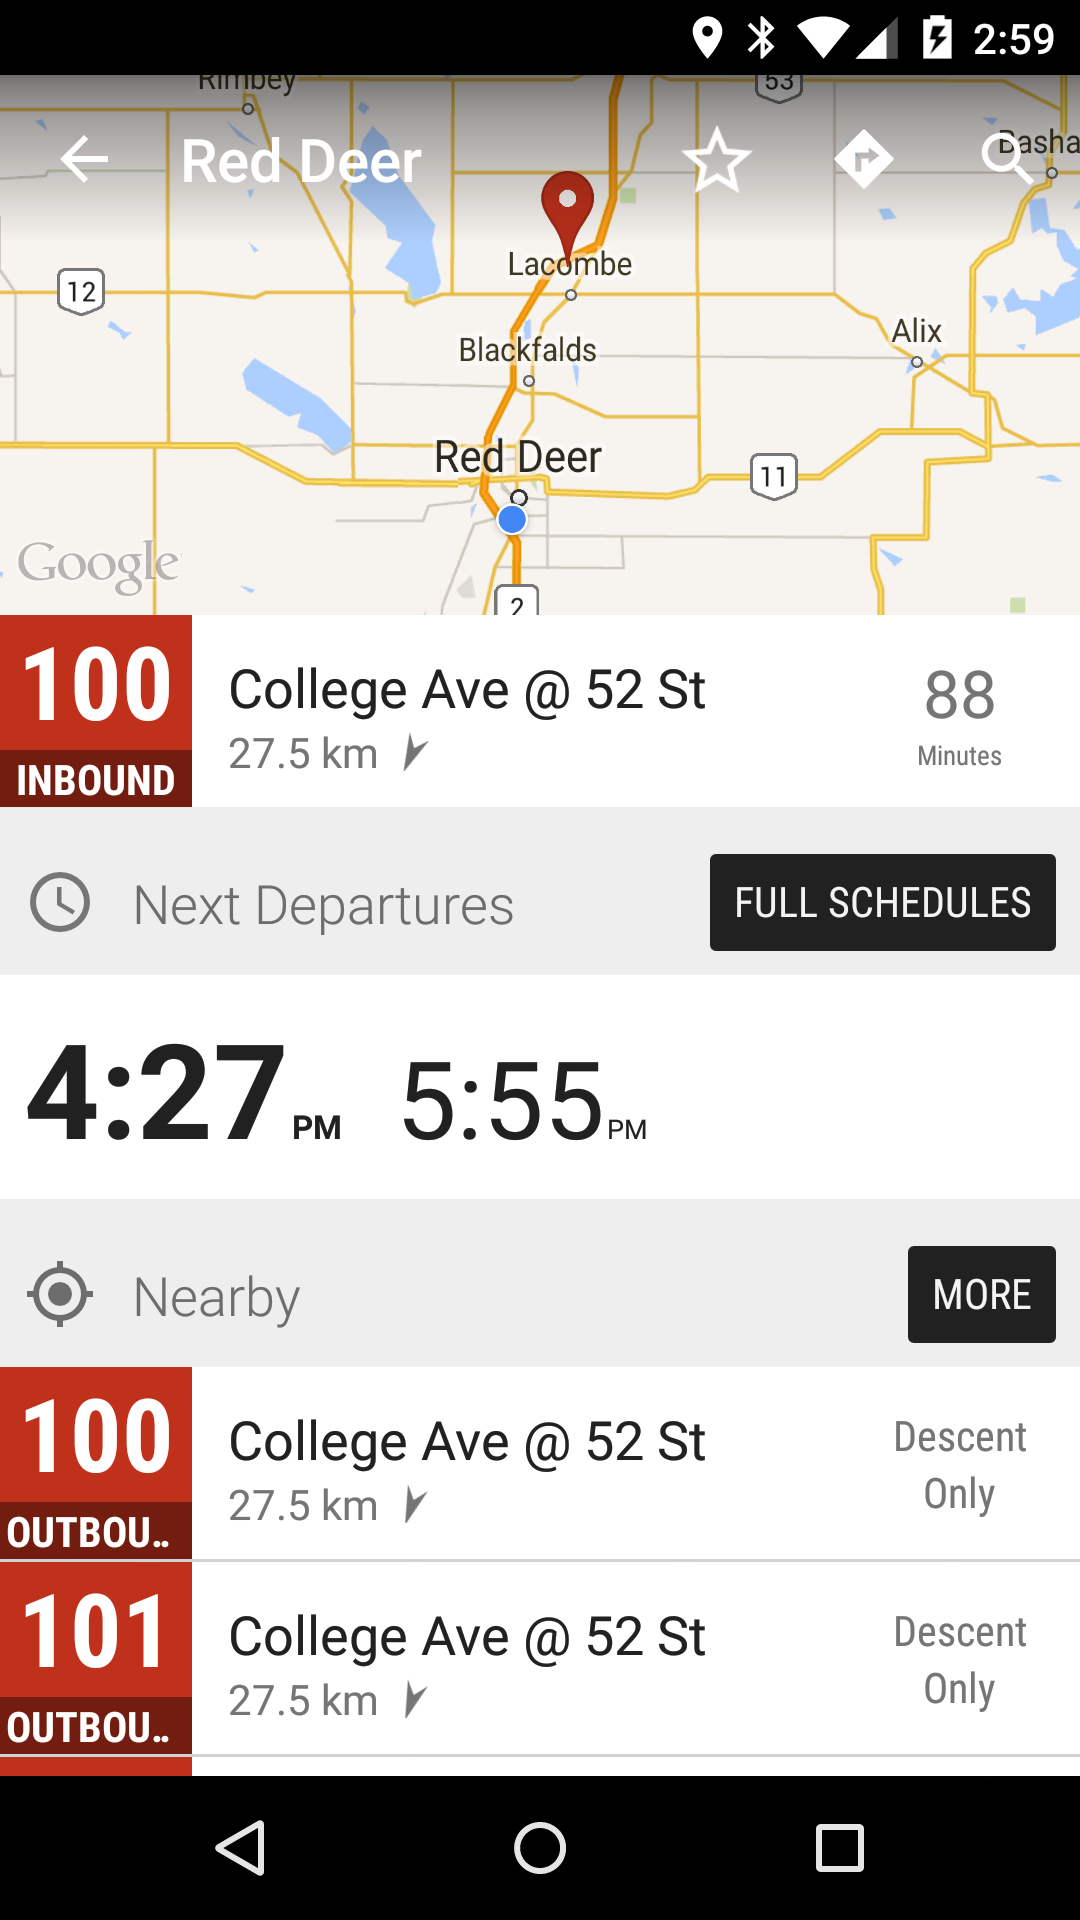 2:59
Rimbey
53
Red Deer
Basha
12
Lacombe
Alix
Blackfalds
Red Deer
11
Google
2
100
INBOUND
College Ave @ 52 St
27.5 km
88
Minutes
Next Departures
FULL SCHEDULES
4:27 PM 5:55 PM
Nearby
MORE
100
OUTBOU..
College Ave @ 52 St
27.5 km
Descent
Only
101
OUTBOU..
College Ave @ 52 St
27.5 km
Descent
Only